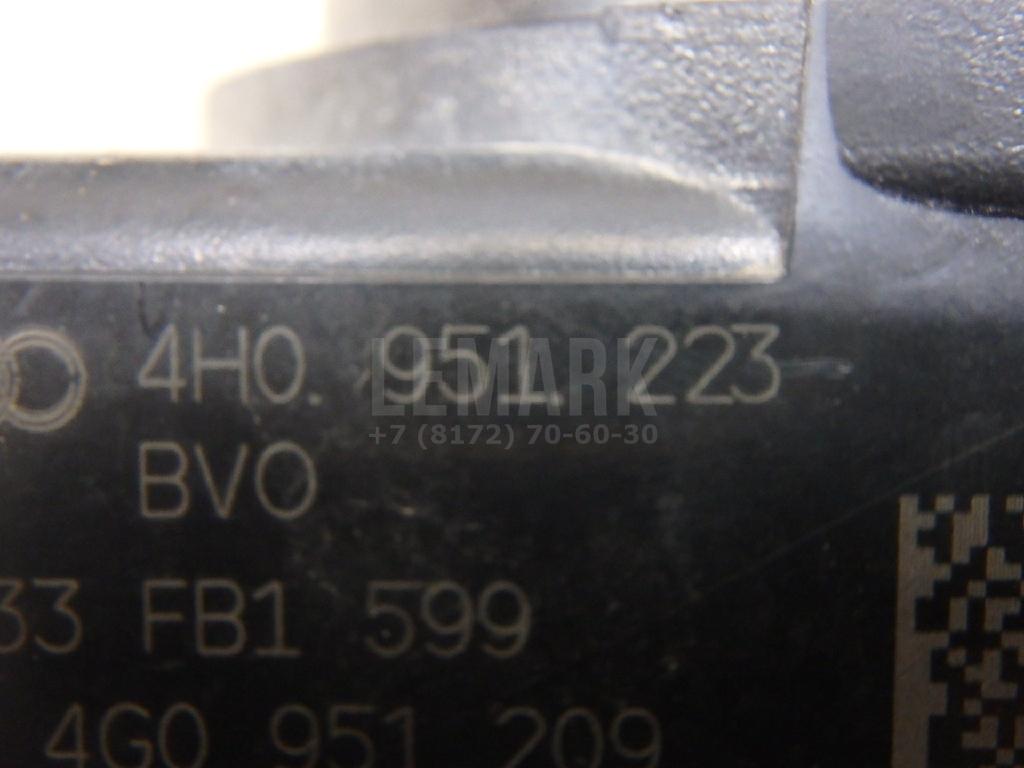 4H0. 951. 223
LEMARK
+7 (8172) 70-60-30
BVO
33 FB1 599
4G0 951 209